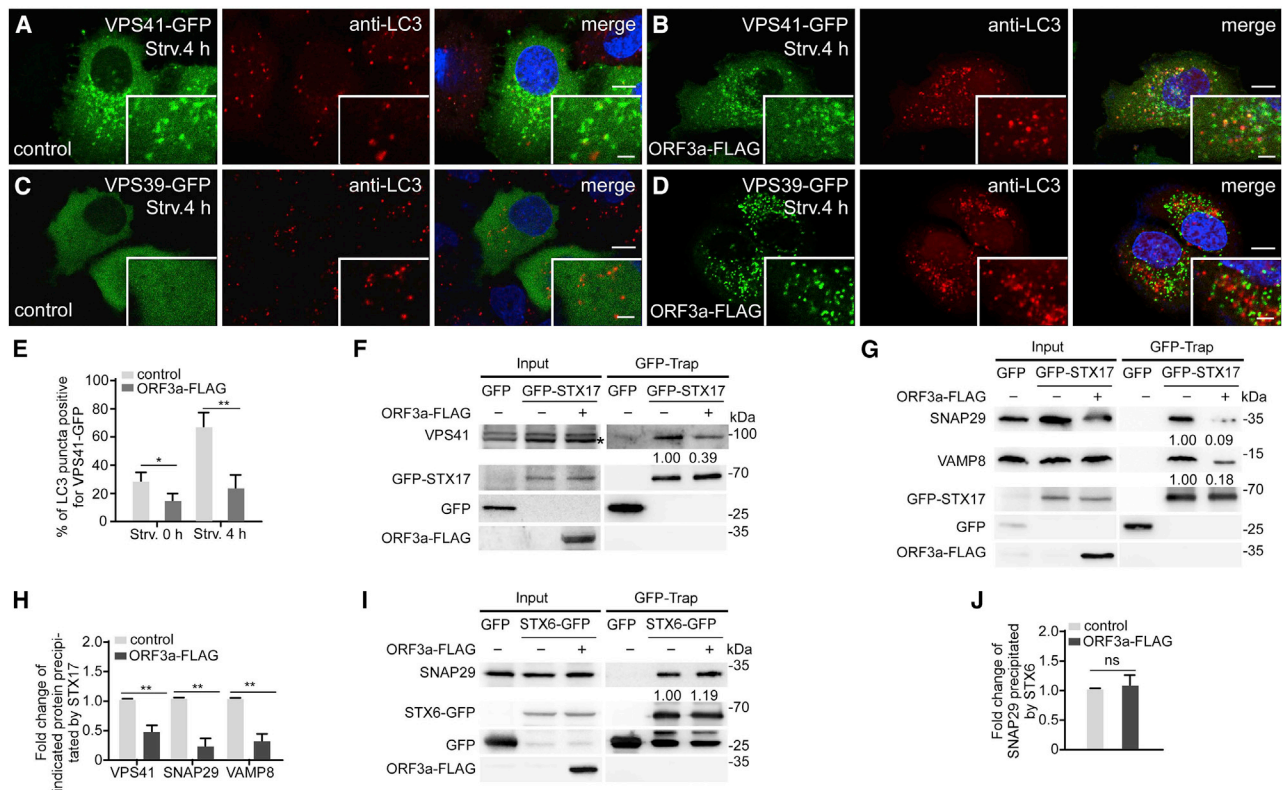 A VPS41-GFP Strv.4 h control
anti-LC3
merge
B VPS41-GFP Strv.4 h ORF3a-FLAG
anti-LC3
merge
C VPS39-GFP Strv.4 h control
anti-LC3
merge
D VPS39-GFP Strv.4 h ORF3a-FLAG
anti-LC3
merge
E
control
ORF3a-FLAG
% of LC3 puncta positive
for VPS41-GFP
100
80
60
40
20
0
*
**
Strv. 0 h Strv. 4 h
F
Input GFP-Trap
GFP GFP-STX17 GFP GFP-STX17
ORF3a-FLAG – – + – – + kDa
VPS41 * -100
1.00 0.39
GFP-STX17 -70
GFP -25
ORF3a-FLAG -35
G
Input GFP-Trap
GFP GFP-STX17 GFP GFP-STX17
ORF3a-FLAG – – + – – + kDa
SNAP29 -35
1.00 0.09
VAMP8 -15
1.00 0.18
GFP-STX17 -70
GFP -25
ORF3a-FLAG -35
H
control
ORF3a-FLAG
Fold change of
indicated protein precipi-
tated by STX17
2.0
1.5
1.0
0.5
0
** ** **
VPS41 SNAP29 VAMP8
I
Input GFP-Trap
GFP STX6-GFP GFP STX6-GFP
ORF3a-FLAG – – + – – + kDa
SNAP29 -35
1.00 1.19
STX6-GFP -70
GFP -25
ORF3a-FLAG -35
J
control
ORF3a-FLAG
Fold change of
SNAP29 precipitated
by STX6
2.0
1.5
1.0
0.5
0
ns